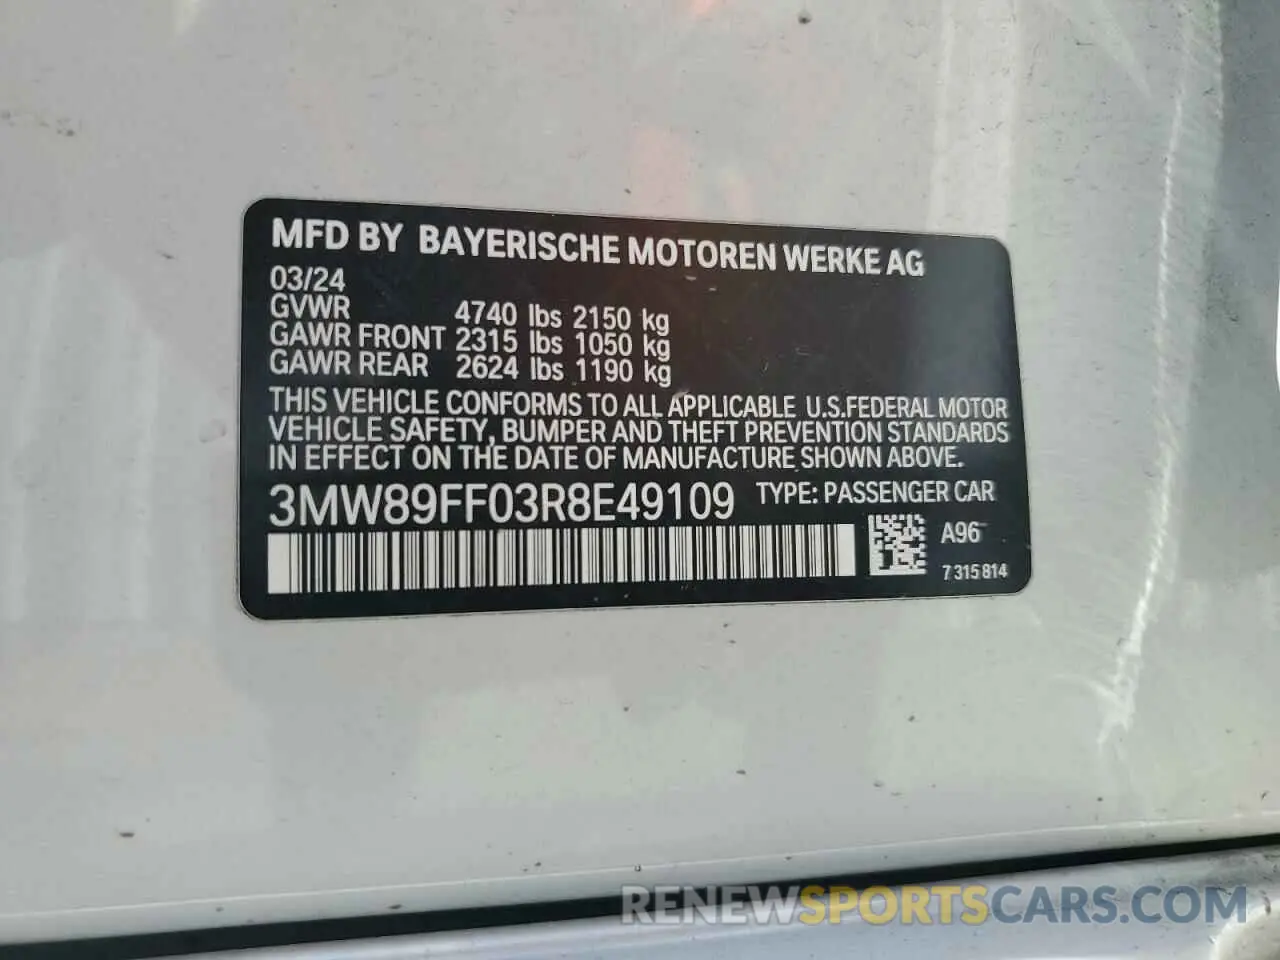 MFD BY BAYERISCHE MOTOREN WERKE AG
03/24
GVWR 4740 lbs 2150 kg
GAWR FRONT 2315 lbs 1050 kg
GAWR REAR 2624 lbs 1190 kg
THIS VEHICLE CONFORMS TO ALL APPLICABLE U.S.FEDERAL MOTOR
VEHICLE SAFETY, BUMPER AND THEFT PREVENTION STANDARDS
IN EFFECT ON THE DATE OF MANUFACTURE SHOWN ABOVE.
3MW89FF03R8E49109 TYPE: PASSENGER CAR
A96
7 315 814
RENEWSPORTSCARS.COM